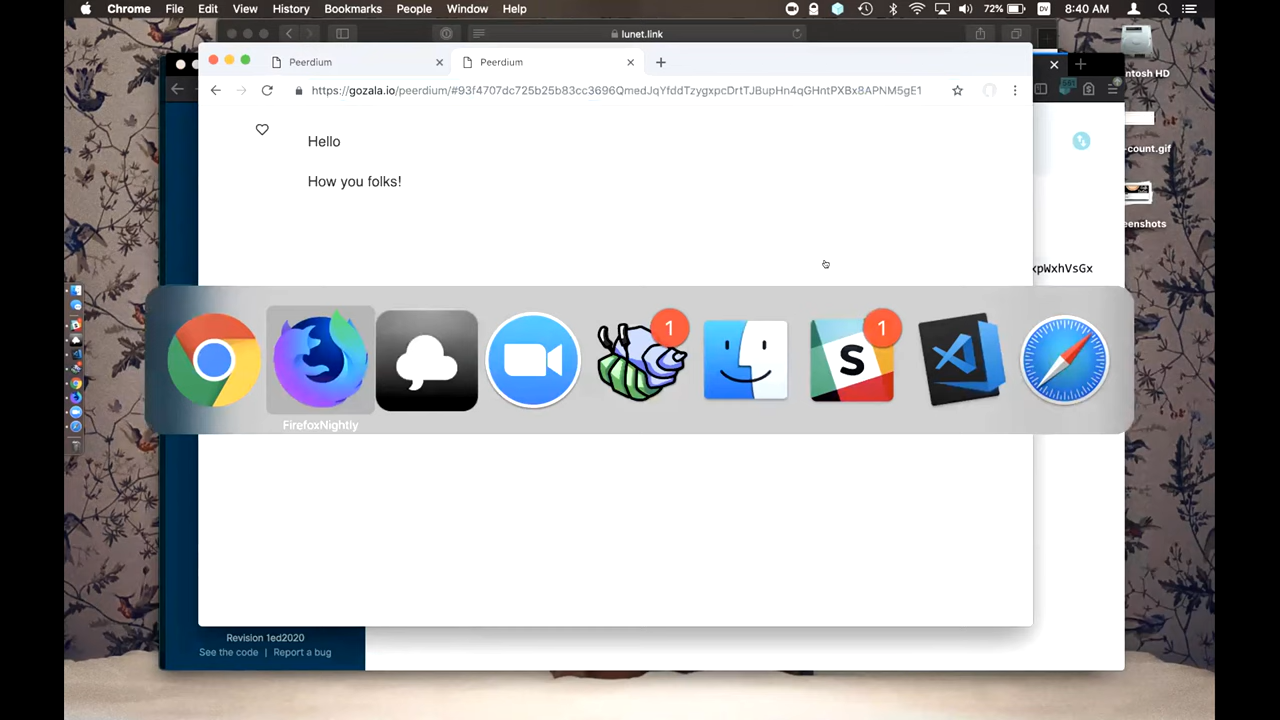 Chrome File Edit View History Bookmarks People Window Help 72% DV 8:40 AM
lunet.link
Peerdium Peerdium
ntosh HD
https://gozala.io/peerdium/#93f4707dc725b25b83cc3696QmedJqYfddTzygxpcDrtTJBupHn4qGHntPXBx8APNM5gE1
Hello
-count.gif
How you folks!
eenshots
kpWxhVsGx
1 1
S
FirefoxNightly
Revision 1ed2020
See the code | Report a bug